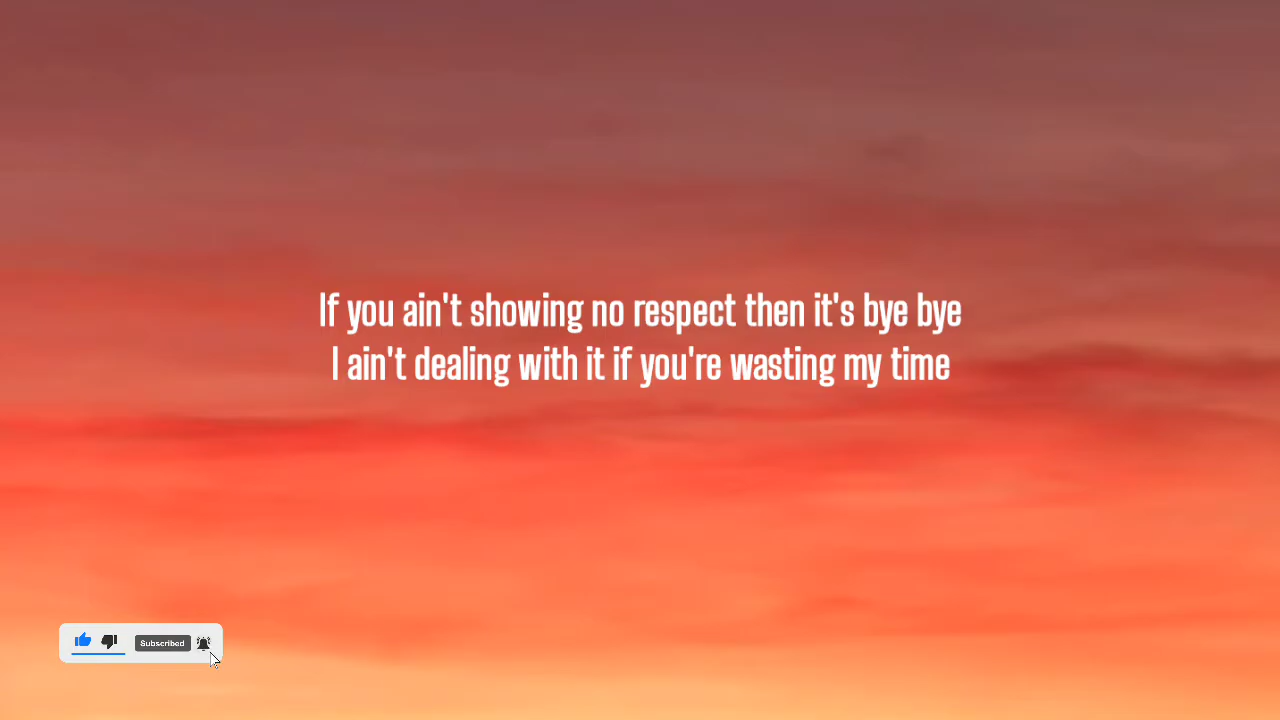 If you ain't showing no respect then it's bye bye
I ain't dealing with it if you're wasting my time
Subscribed